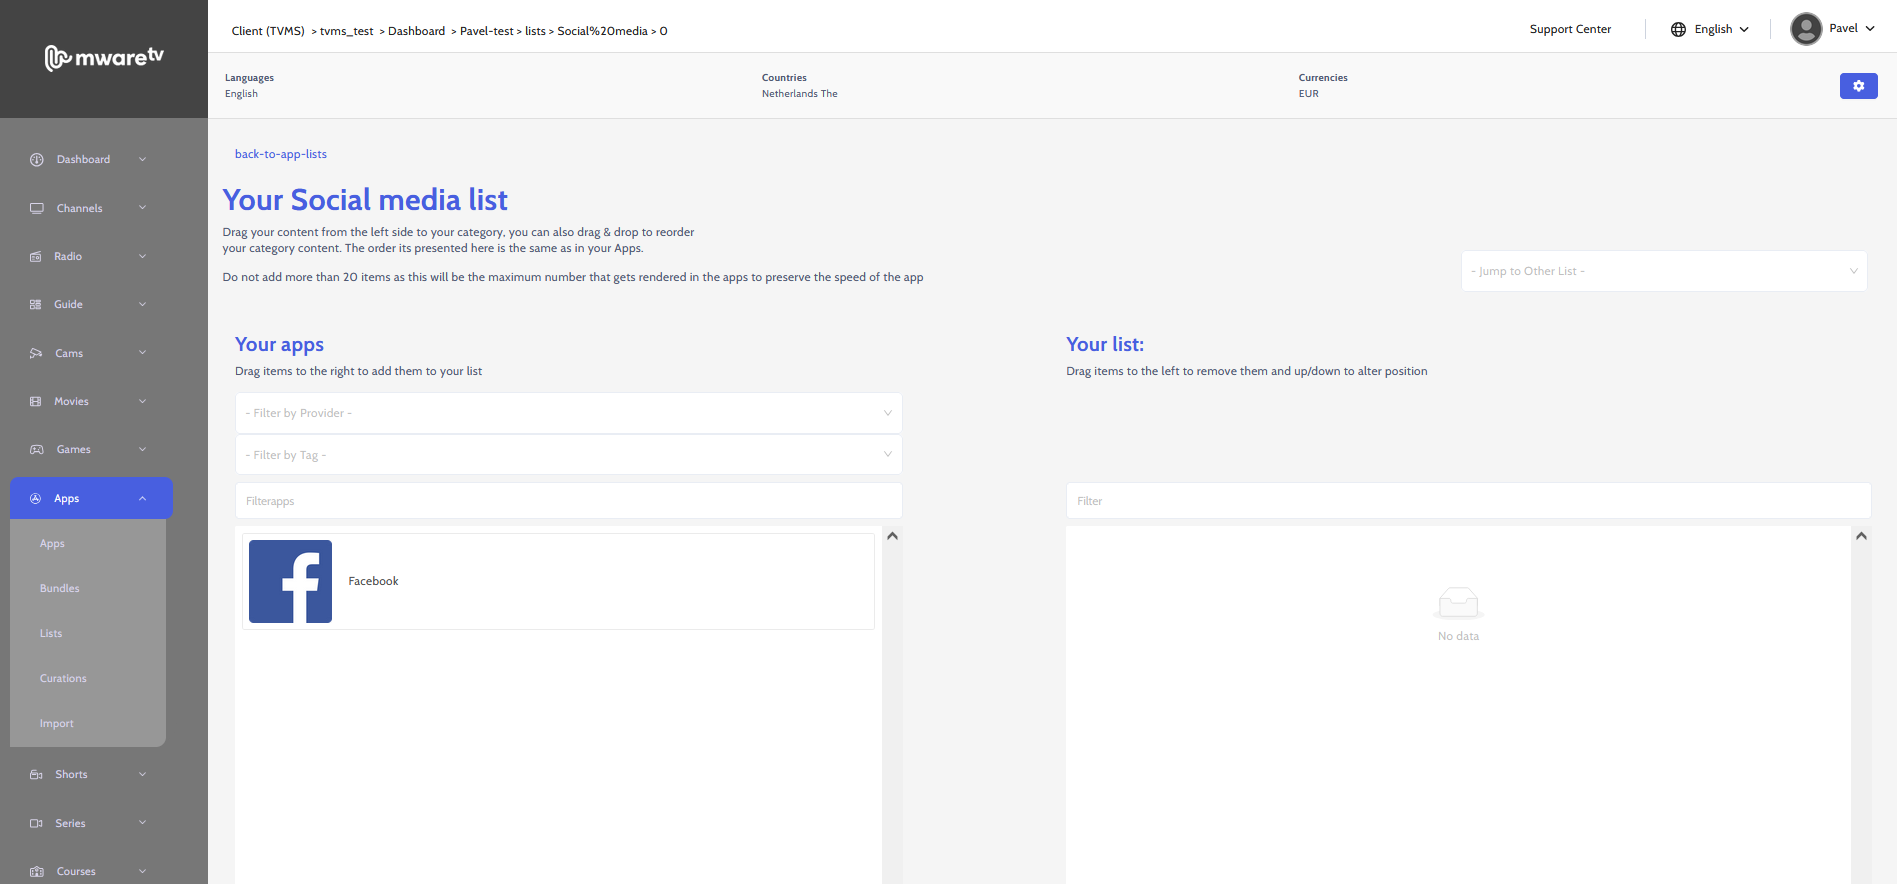 mwaretv
Client (TVMS) > tvms_test > Dashboard > Pavel-test > lists > Social%20media > 0
Support Center
English
Pavel
Languages
English
Countries
Netherlands The
Currencies
EUR
Dashboard
Channels
Radio
Guide
Cams
Movies
Games
Apps
Apps
Bundles
Lists
Curations
Import
Shorts
Series
Courses
back-to-app-lists
Your Social media list
Drag your content from the left side to your category, you can also drag & drop to reorder
your category content. The order its presented here is the same as in your Apps.
Do not add more than 20 items as this will be the maximum number that gets rendered in the apps to preserve the speed of the app
- Jump to Other List -
Your apps
Drag items to the right to add them to your list
- Filter by Provider -
- Filter by Tag -
Filterapps
f
Facebook
Your list:
Drag items to the left to remove them and up/down to alter position
Filter
No data